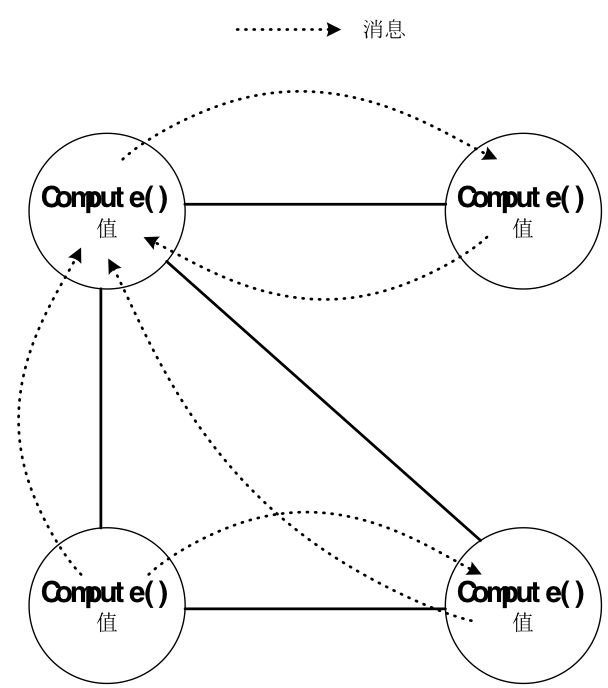 消息
Compute()
值
Compute()
值
Compute()
值
Compute()
值